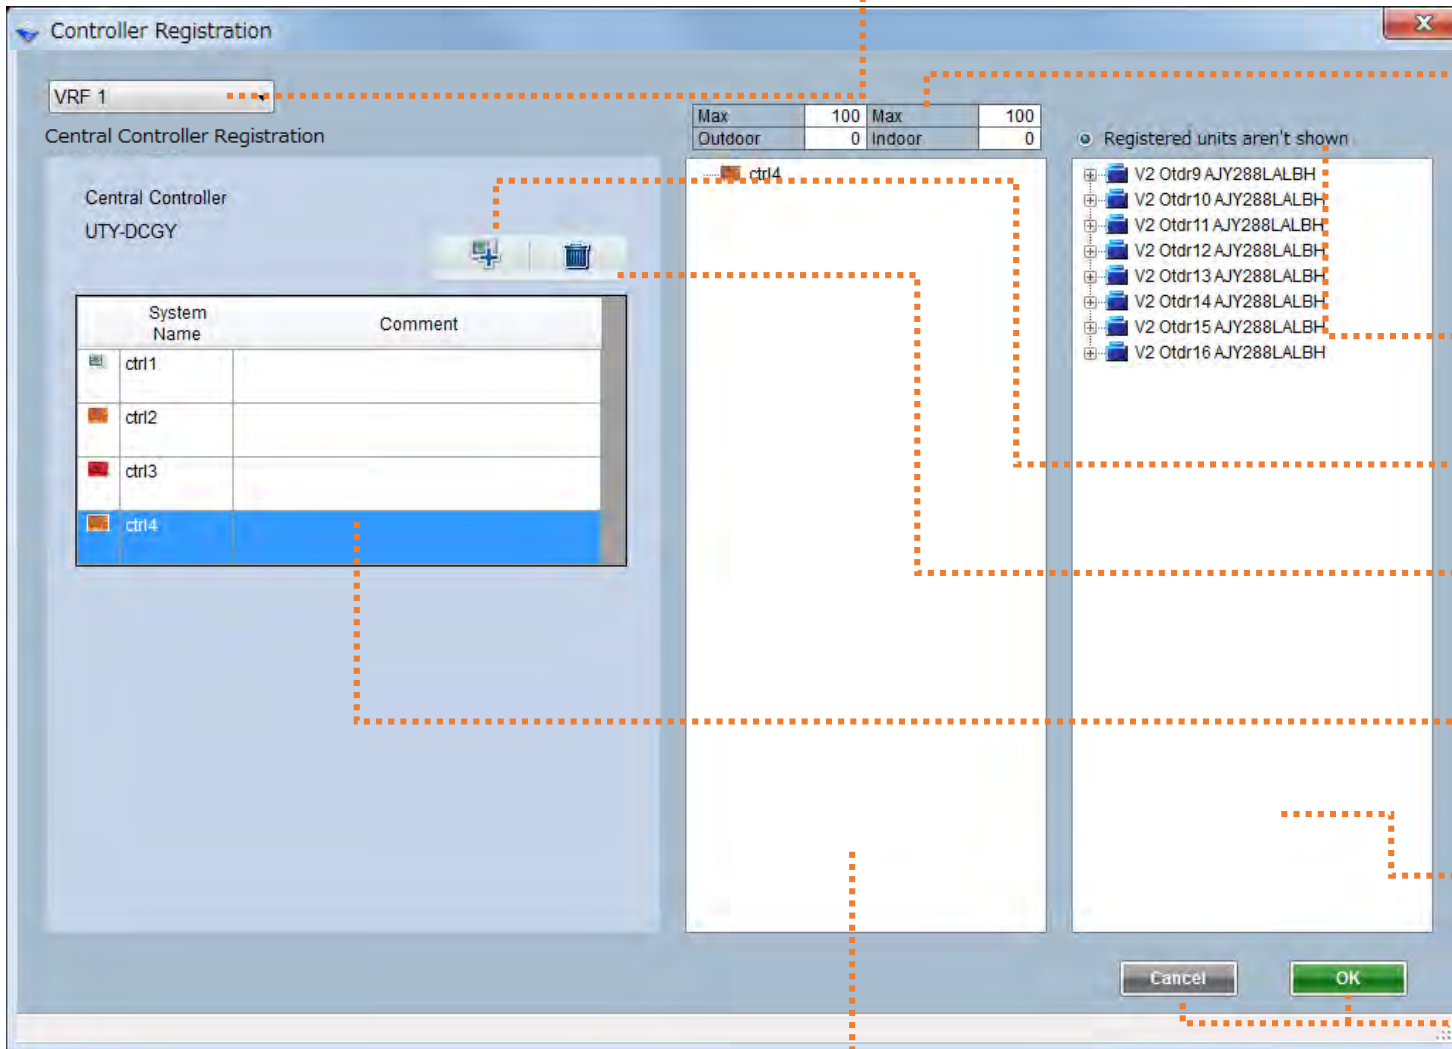 Controller Registration
VRF 1
Central Controller Registration
Central Controller
UTY-DCGY
System Name Comment
ctrl1
ctrl2
ctrl3
ctrl4
Max 100 Max 100
Outdoor 0 Indoor 0
ctrl4
Registered units aren't shown
V2 Otdr9 AJY288LALBH
V2 Otdr10 AJY288LALBH
V2 Otdr11 AJY288LALBH
V2 Otdr12 AJY288LALBH
V2 Otdr13 AJY288LALBH
V2 Otdr14 AJY288LALBH
V2 Otdr15 AJY288LALBH
V2 Otdr16 AJY288LALBH
Cancel OK